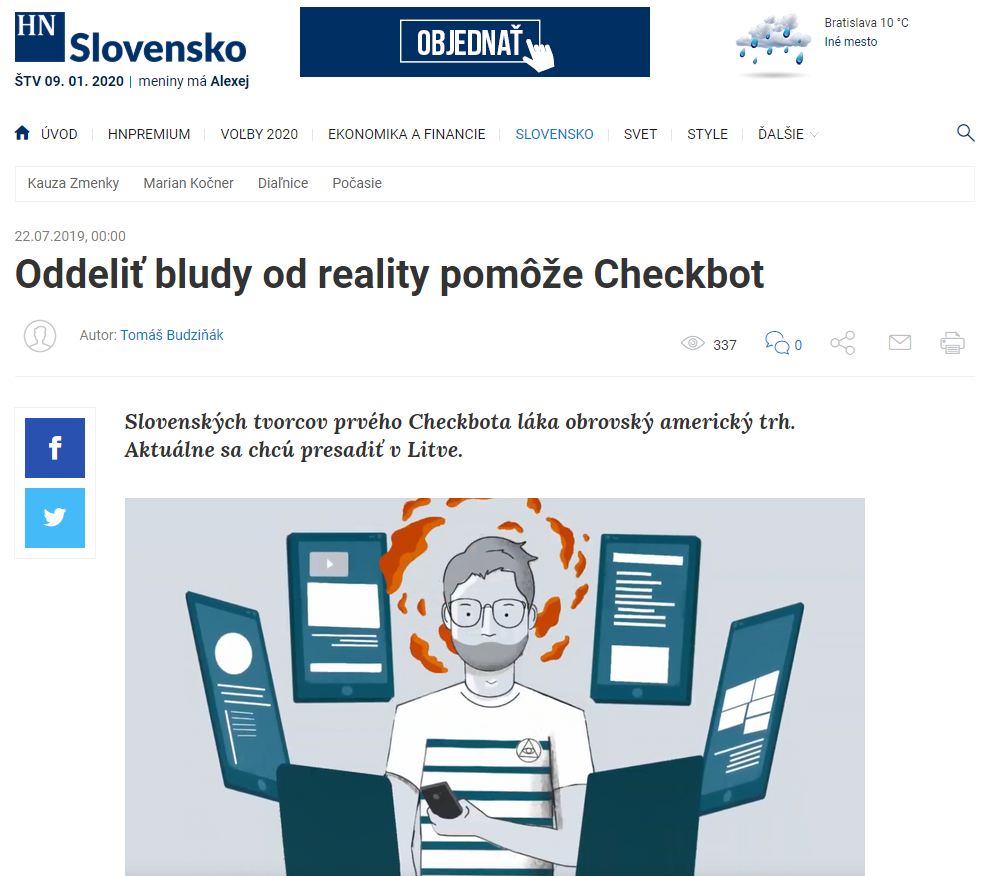 HN
Slovensko
ŠTV 09. 01. 2020 | meniny má Alexej
OBJEDNAŤ
Bratislava 10 °C
Iné mesto
ÚVOD
HNPREMIUM
VOĽBY 2020
EKONOMIKA A FINANCIE
SLOVENSKO
SVET
STYLE
ĎALŠIE
Kauza Zmenky
Marian Kočner
Diaľnice
Počasie
22.07.2019, 00:00
Oddeliť bludy od reality pomôže Checkbot
Autor: Tomáš Budziňák
337
0
Slovenských tvorcov prvého Checkbota láka obrovský americký trh.
Aktuálne sa chcú presadiť v Litve.